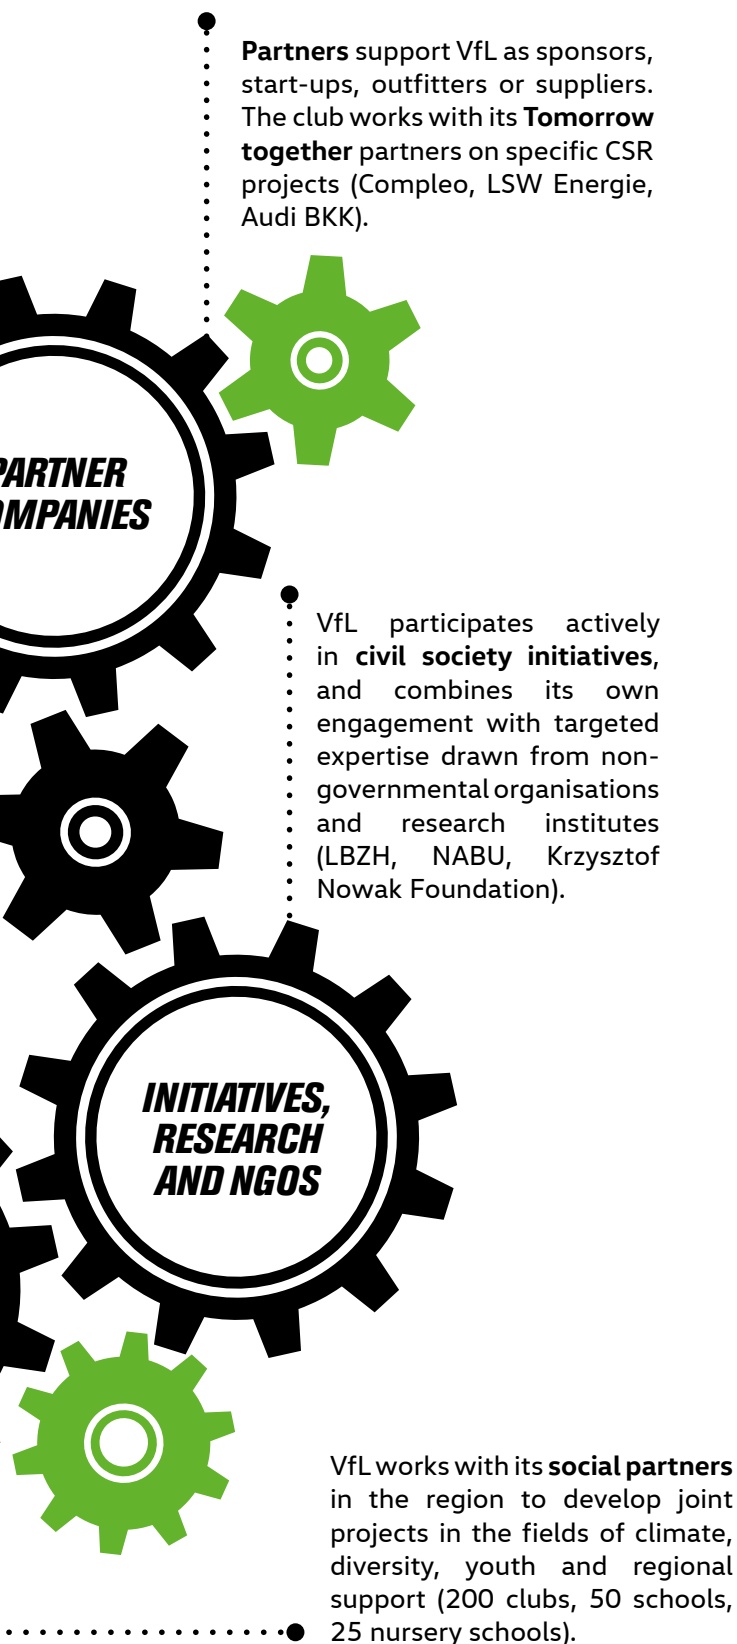 Partners support VfL as sponsors,
start-ups, outfitters or suppliers.
The club works with its Tomorrow
together partners on specific CSR
projects (Compleo, LSW Energie,
Audi BKK).
PARTNER
OMPANIES
VfL participates actively
in civil society initiatives,
and combines its own
engagement with targeted
expertise drawn from non-
governmental organisations
and research institutes
(LBZH, NABU, Krzysztof
Nowak Foundation).
INITIATIVES,
RESEARCH
AND NGOS
VfL works with its social partners
in the region to develop joint
projects in the fields of climate,
diversity, youth and regional
support (200 clubs, 50 schools,
25 nursery schools).